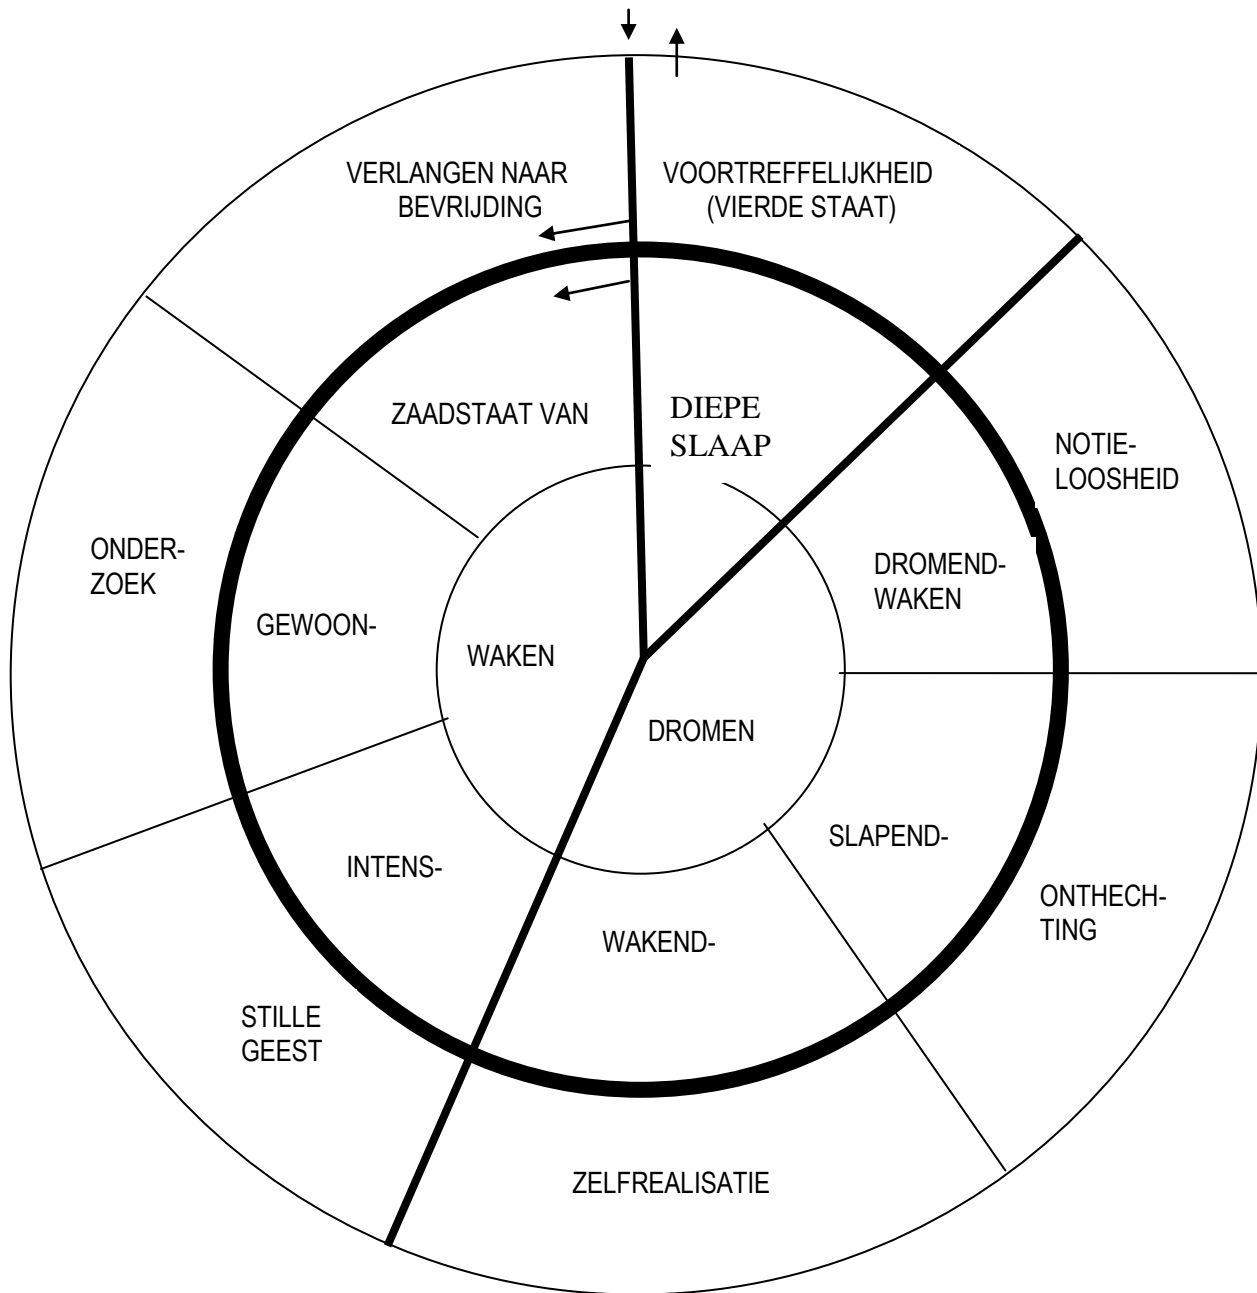 VERLANGEN NAAR
BEVRIJDING
VOORTREFFELIJKHEID
(VIERDE STAAT)
ZAADSTAAT VAN
DIEPE
SLAAP
NOTIE-
LOOSHEID
ONDER-
ZOEK
GEWOON-
WAKEN
DROMEND-
WAKEN
DROMEN
INTENS-
SLAPEND-
WAKEND-
ONTHECH-
TING
STILLE
GEEST
ZELFREALISATIE